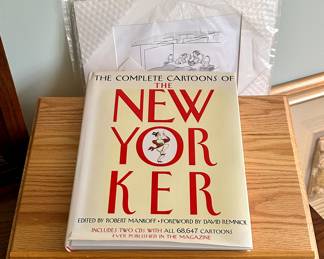 THE COMPLETE CARTOONS OF
THE
NEW
YOR
KER
EDITED BY ROBERT MANKOFF • FOREWORD BY DAVID REMNICK
INCLUDES TWO CDS WITH ALL 68,647 CARTOONS
EVER PUBLISHED IN THE MAGAZINE